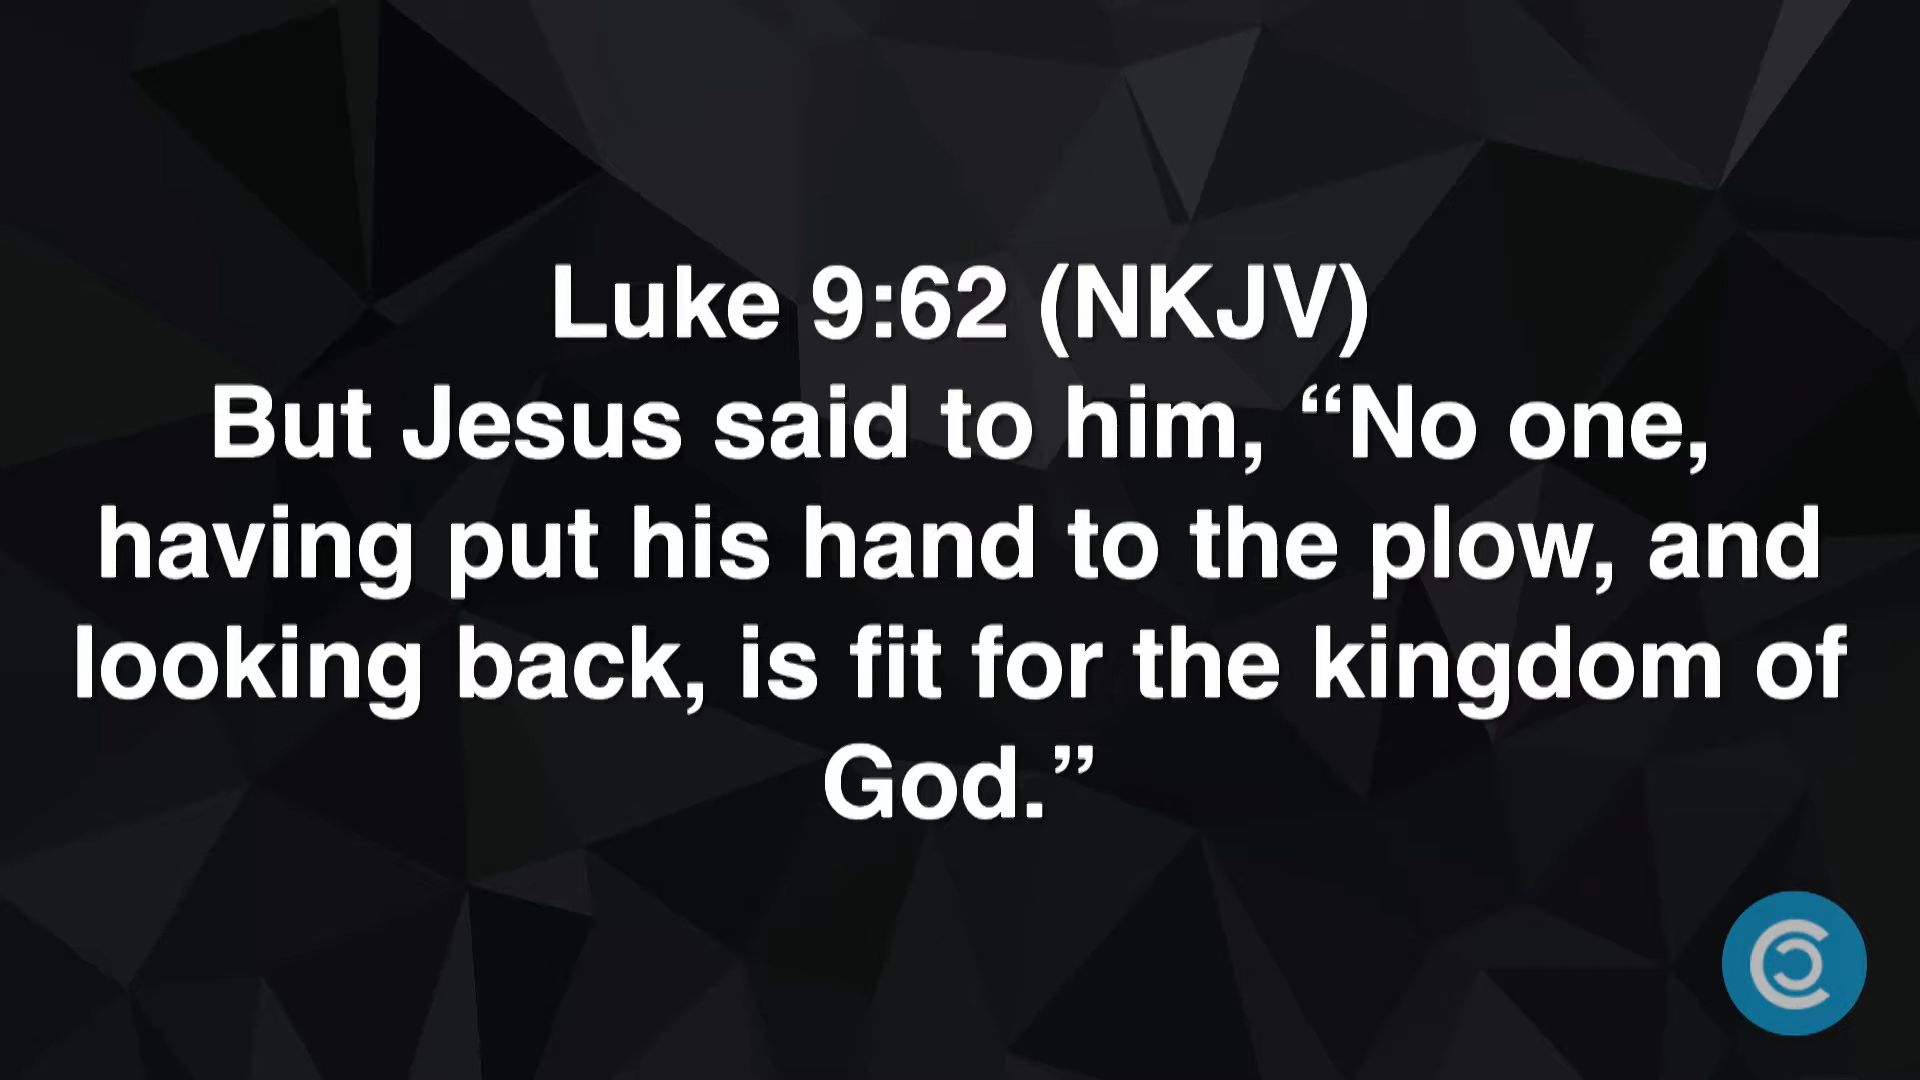 Luke 9:62 (NKJV)
But Jesus said to him, “No one,
having put his hand to the plow, and
looking back, is fit for the kingdom of
God.”